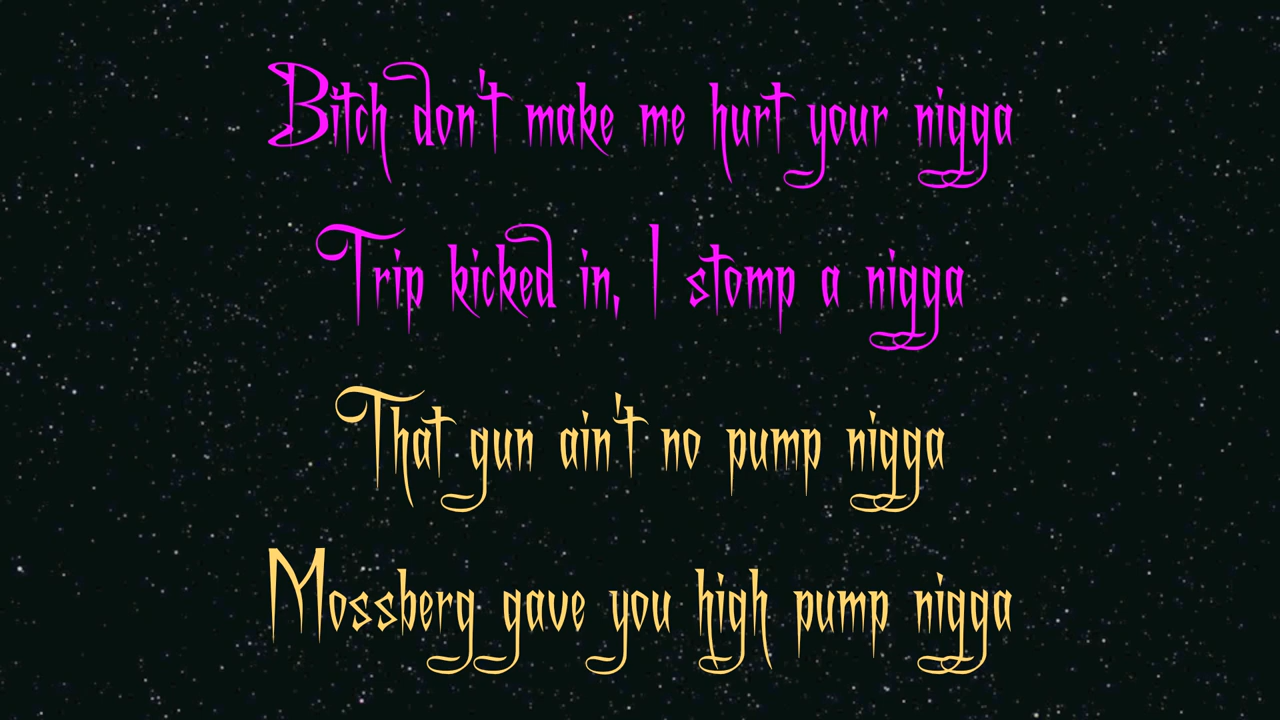 Bitch don't make me hurt your nigga
Trip kicked in, I stomp a nigga
That gun ain't no pump nigga
Mossberg gave you high pump nigga